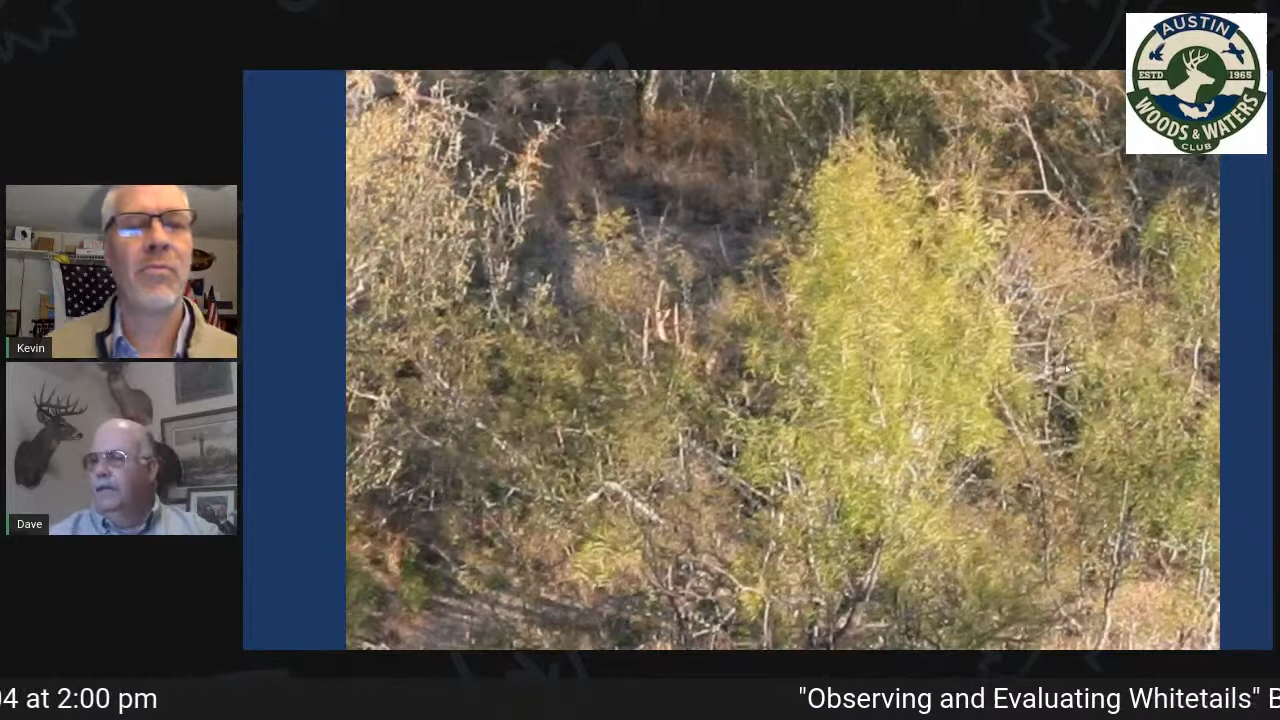 AUSTIN
ESTD 1965
WOODS & WATERS
CLUB
Kevin
Dave
04 at 2:00 pm
"Observing and Evaluating Whitetails" B